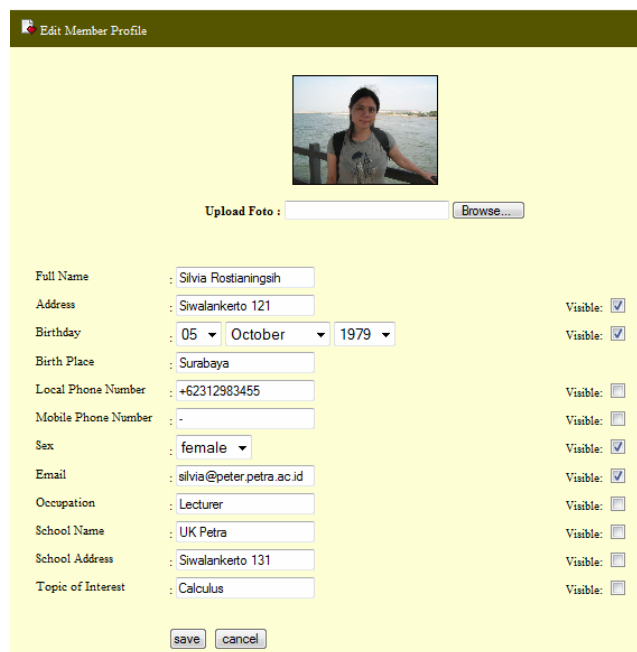 Edit Member Profile
Upload Foto : Browse...
Full Name : Silvia Rostianingsih
Address : Siwalankerto 121 Visible:
Birthday : 05 October 1979 Visible:
Birth Place : Surabaya
Local Phone Number : +62312983455 Visible:
Mobile Phone Number : - Visible:
Sex : female Visible:
Email : silvia@peter.petra.ac.id Visible:
Occupation : Lecturer Visible:
School Name : UK Petra Visible:
School Address : Siwalankerto 131 Visible:
Topic of Interest : Calculus Visible:
save cancel